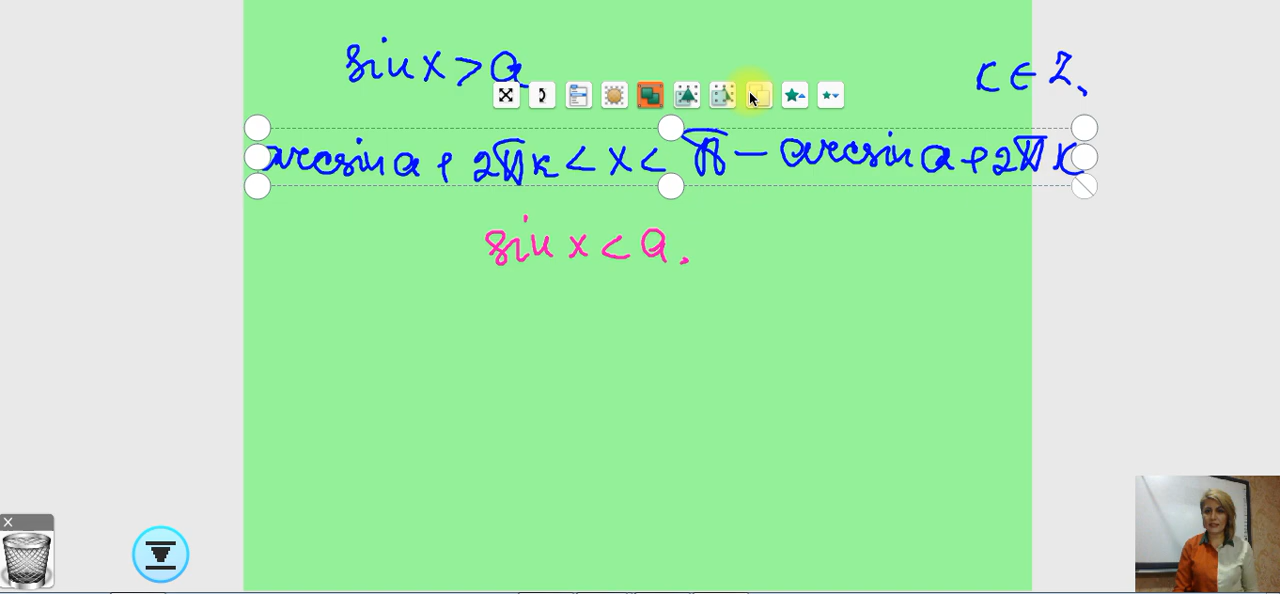 sin x > a
k ∈ Z,
arcsin a + 2πk < x < π − arcsin a + 2πk
sin x < a.